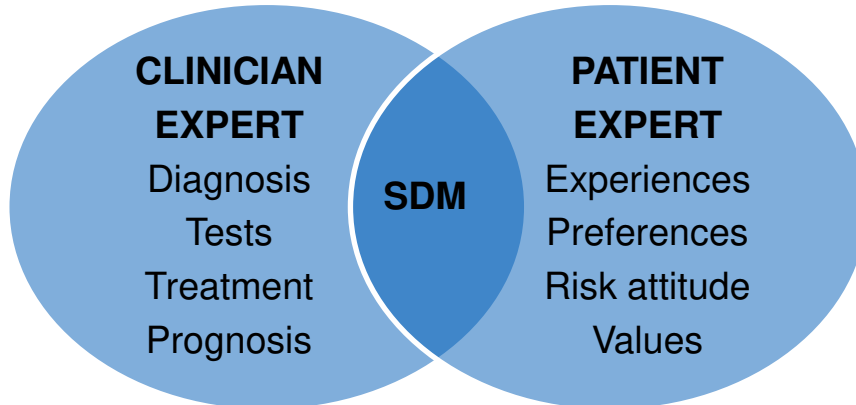 CLINICIAN
EXPERT
Diagnosis
Tests
Treatment
Prognosis
SDM
PATIENT
EXPERT
Experiences
Preferences
Risk attitude
Values